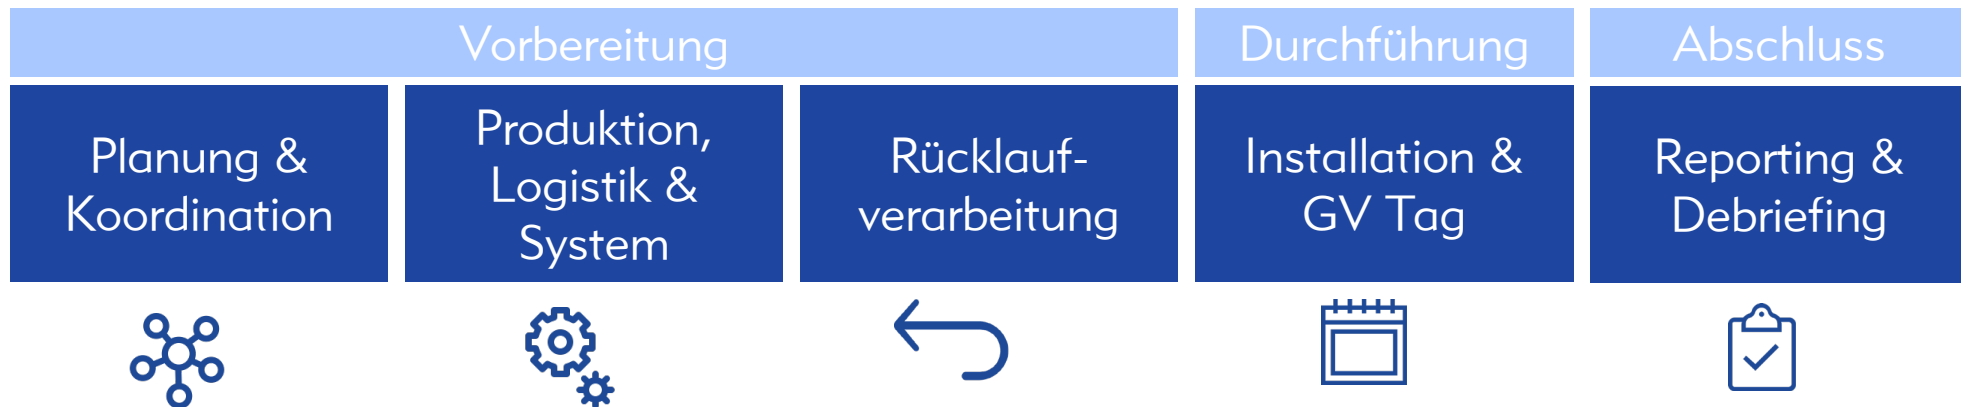 Vorbereitung
Durchführung
Abschluss
Planung &
Koordination
Produktion,
Logistik &
System
Rücklauf-
verarbeitung
Installation &
GV Tag
Reporting &
Debriefing